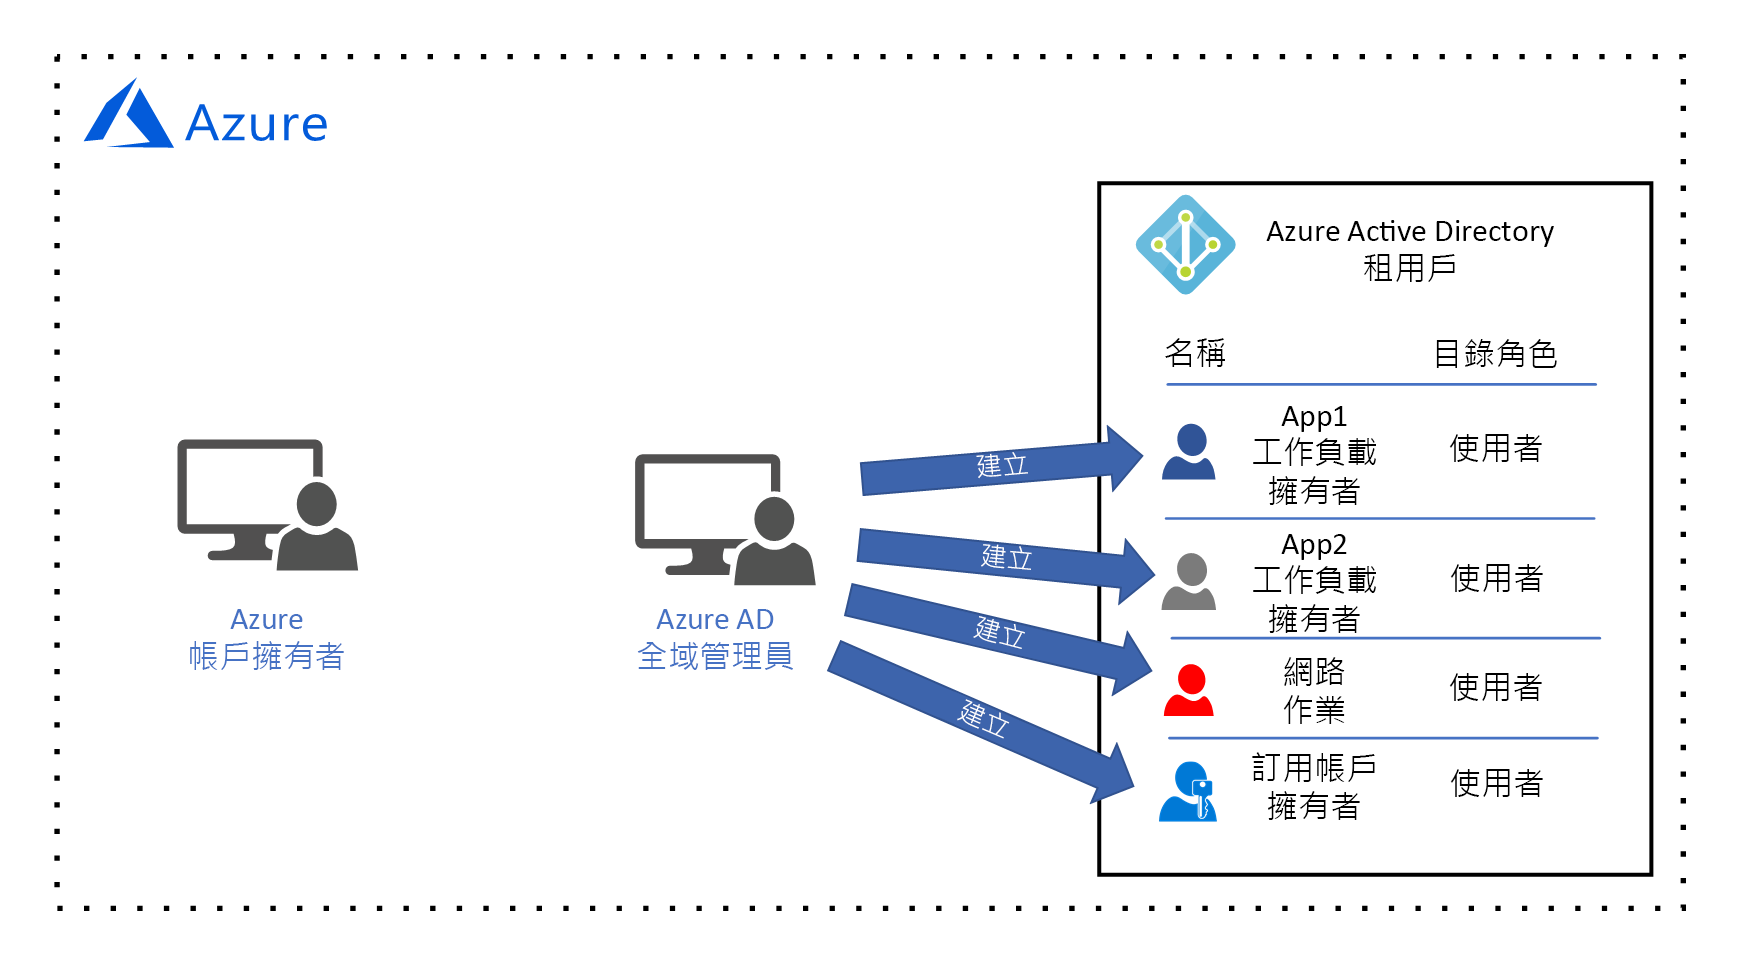 Azure
Azure Active Directory
租用戶
名稱
目錄角色
App1
工作負載
擁有者
使用者
建立
App2
工作負載
擁有者
使用者
建立
網路
作業
使用者
建立
訂用帳戶
擁有者
使用者
建立
Azure
帳戶擁有者
Azure AD
全域管理員